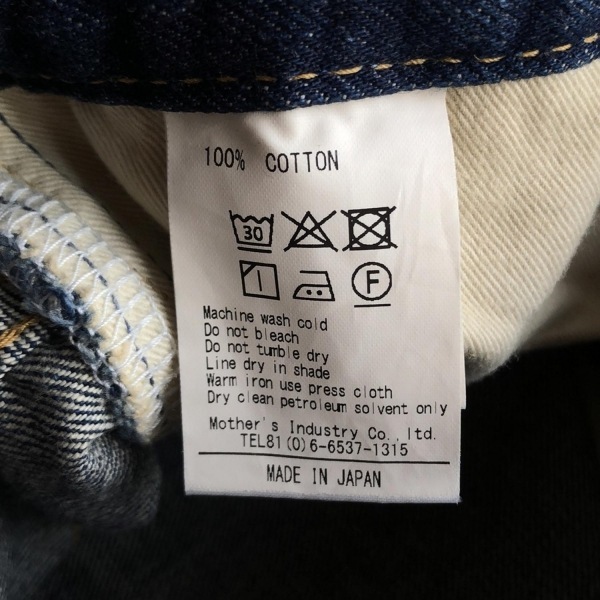 100% COTTON
30
F
Machine wash cold
Do not bleach
Do not tumble dry
Line dry in shade
Warm iron use press cloth
Dry clean petroleum solvent only
Mother's Industry Co.,ltd.
TEL81(0)6-6537-1315
MADE IN JAPAN